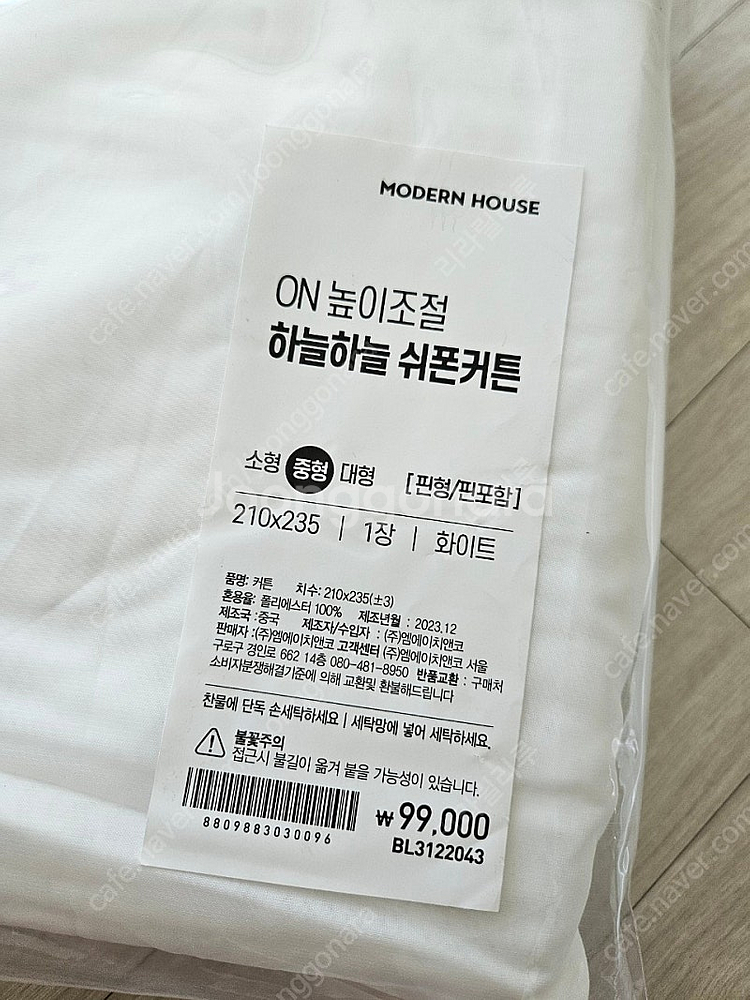 MODERN HOUSE
ON 높이조절
하늘하늘 쉬폰커튼
소형 중형 대형 [핀형/핀포함]
210x235 | 1장 | 화이트
품명: 커튼 치수: 210x235(±3)
혼용율: 폴리에스터 100% 제조년월 : 2023.12
제조국 :중국 제조자/수입자 : (주)엠에이치앤코
판매자 :(주)엠에이치앤코 고객센터 (주)엠에이치앤코 서울
구로구 경인로 662 14층 080-481-8950 반품교환 : 구매처
소비자분쟁해결기준에 의해 교환및 환불해드립니다
찬물에 단독 손세탁하세요 | 세탁망에 넣어 세탁하세요.
불꽃주의
접근시 불길이 옮겨 붙을 가능성이 있습니다.
8809883030096
₩99,000
BL3122043
Joonggonara
cafe.naver.com/joonggonara